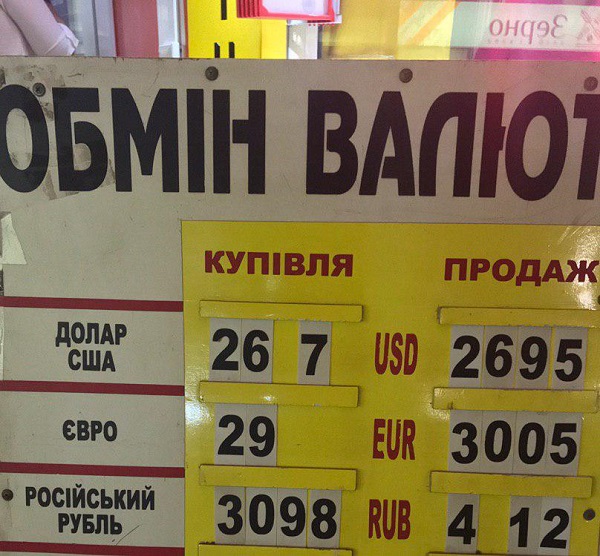 Зерно
ОБМІН ВАЛЮТ
КУПІВЛЯ ПРОДАЖ
ДОЛАР
США
26 7 USD 2695
ЄВРО
29 EUR 3005
РОСІЙСЬКИЙ
РУБЛЬ
3098 RUB 4 12